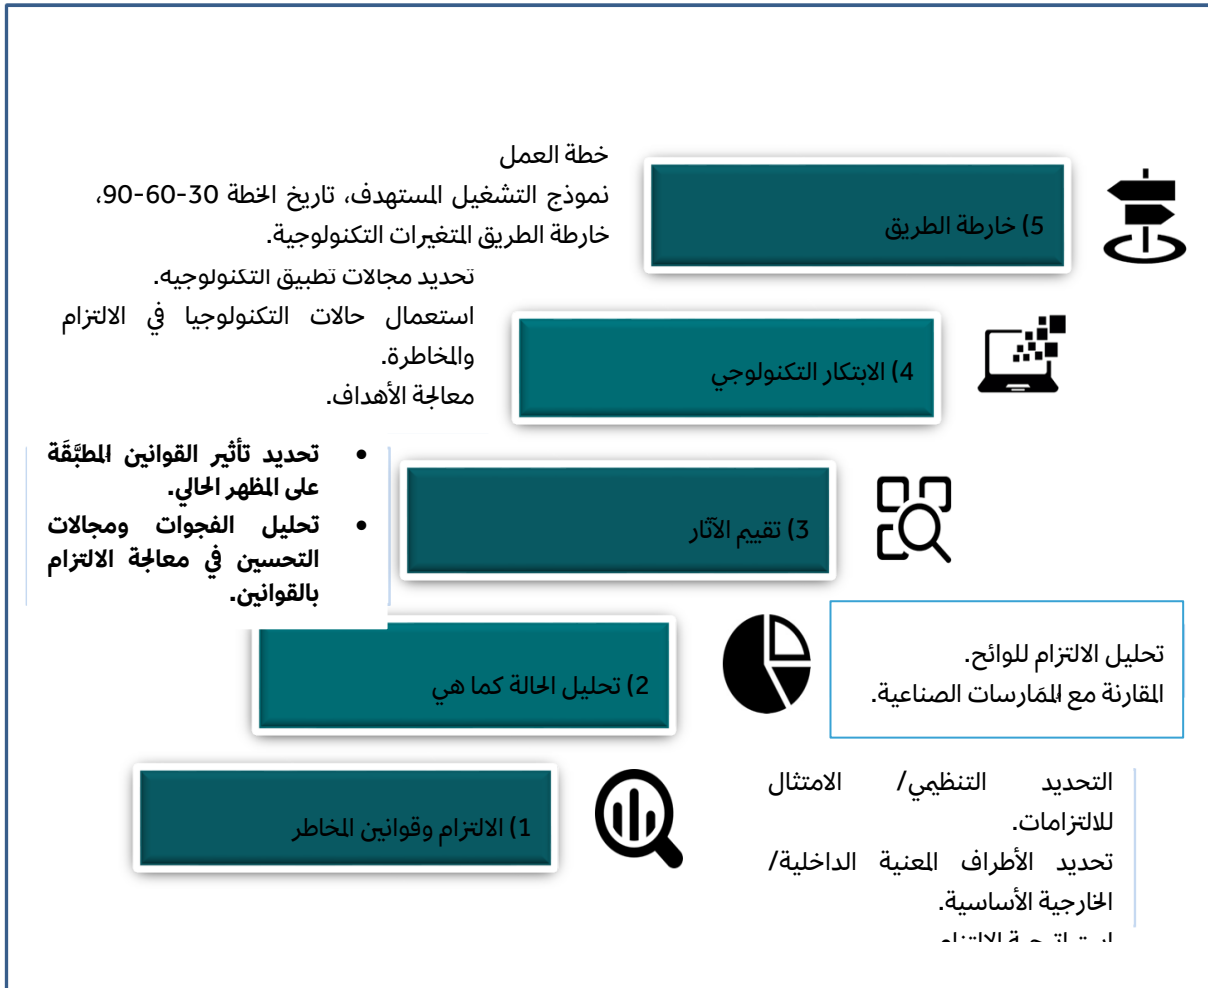 خطة العمل
نموذج التشغيل المستهدف، تاريخ الخطة 30-60-90،
خارطة الطريق المتغيرات التكنولوجية.
5) خارطة الطريق
تحديد مجالات تطبيق التكنولوجيه.
استعمال حالات التكنولوجيا في الالتزام
والمخاطرة.
معالجة الأهداف.
4) الابتكار التكنولوجي
• تحديد تأثير القوانين المطبَّقَة
على المظهر الحالي.
• تحليل الفجوات ومجالات
التحسين في معالجة الالتزام
بالقوانين.
3) تقييم الآثار
تحليل الالتزام للوائح.
المقارنة مع المَمارسات الصناعية.
2) تحليل الحالة كما هي
التحديد التنظيمي/ الامتثال
للالتزامات.
تحديد الأطراف المعنية الداخلية/
الخارجية الأساسية.
1) الالتزام وقوانين المخاطر